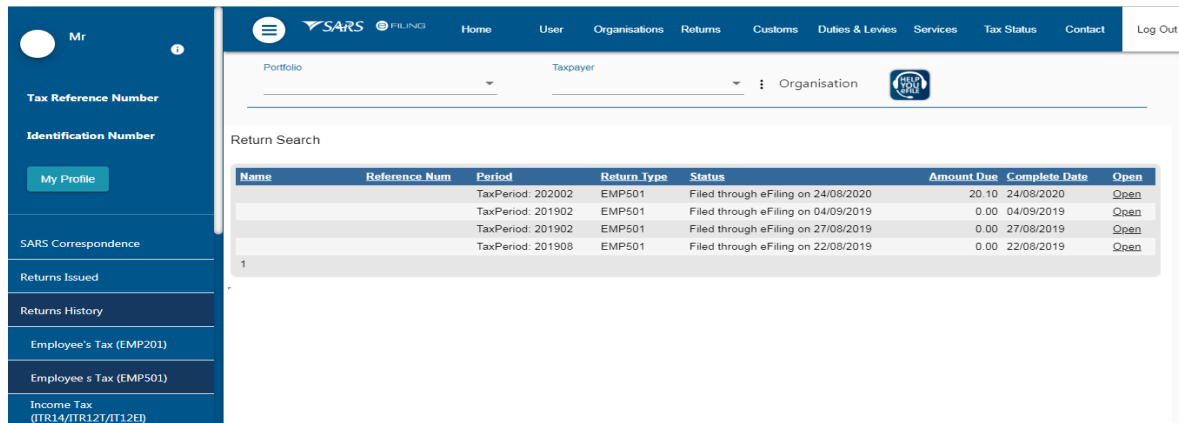 Mr
Tax Reference Number
Identification Number
My Profile
SARS Correspondence
Returns Issued
Returns History
Employee's Tax (EMP201)
Employee s Tax (EMP501)
Income Tax
(ITR14/ITR12T/IT12EI)
SARS eFILING Home User Organisations Returns Customs Duties & Levies Services Tax Status Contact Log Out
Portfolio Taxpayer
Organisation HELP YOU eFILE
Return Search
Name Reference Num Period Return Type Status Amount Due Complete Date Open
TaxPeriod: 202002 EMP501 Filed through eFiling on 24/08/2020 20.10 24/08/2020 Open
TaxPeriod: 201902 EMP501 Filed through eFiling on 04/09/2019 0.00 04/09/2019 Open
TaxPeriod: 201902 EMP501 Filed through eFiling on 27/08/2019 0.00 27/08/2019 Open
TaxPeriod: 201908 EMP501 Filed through eFiling on 22/08/2019 0.00 22/08/2019 Open
1